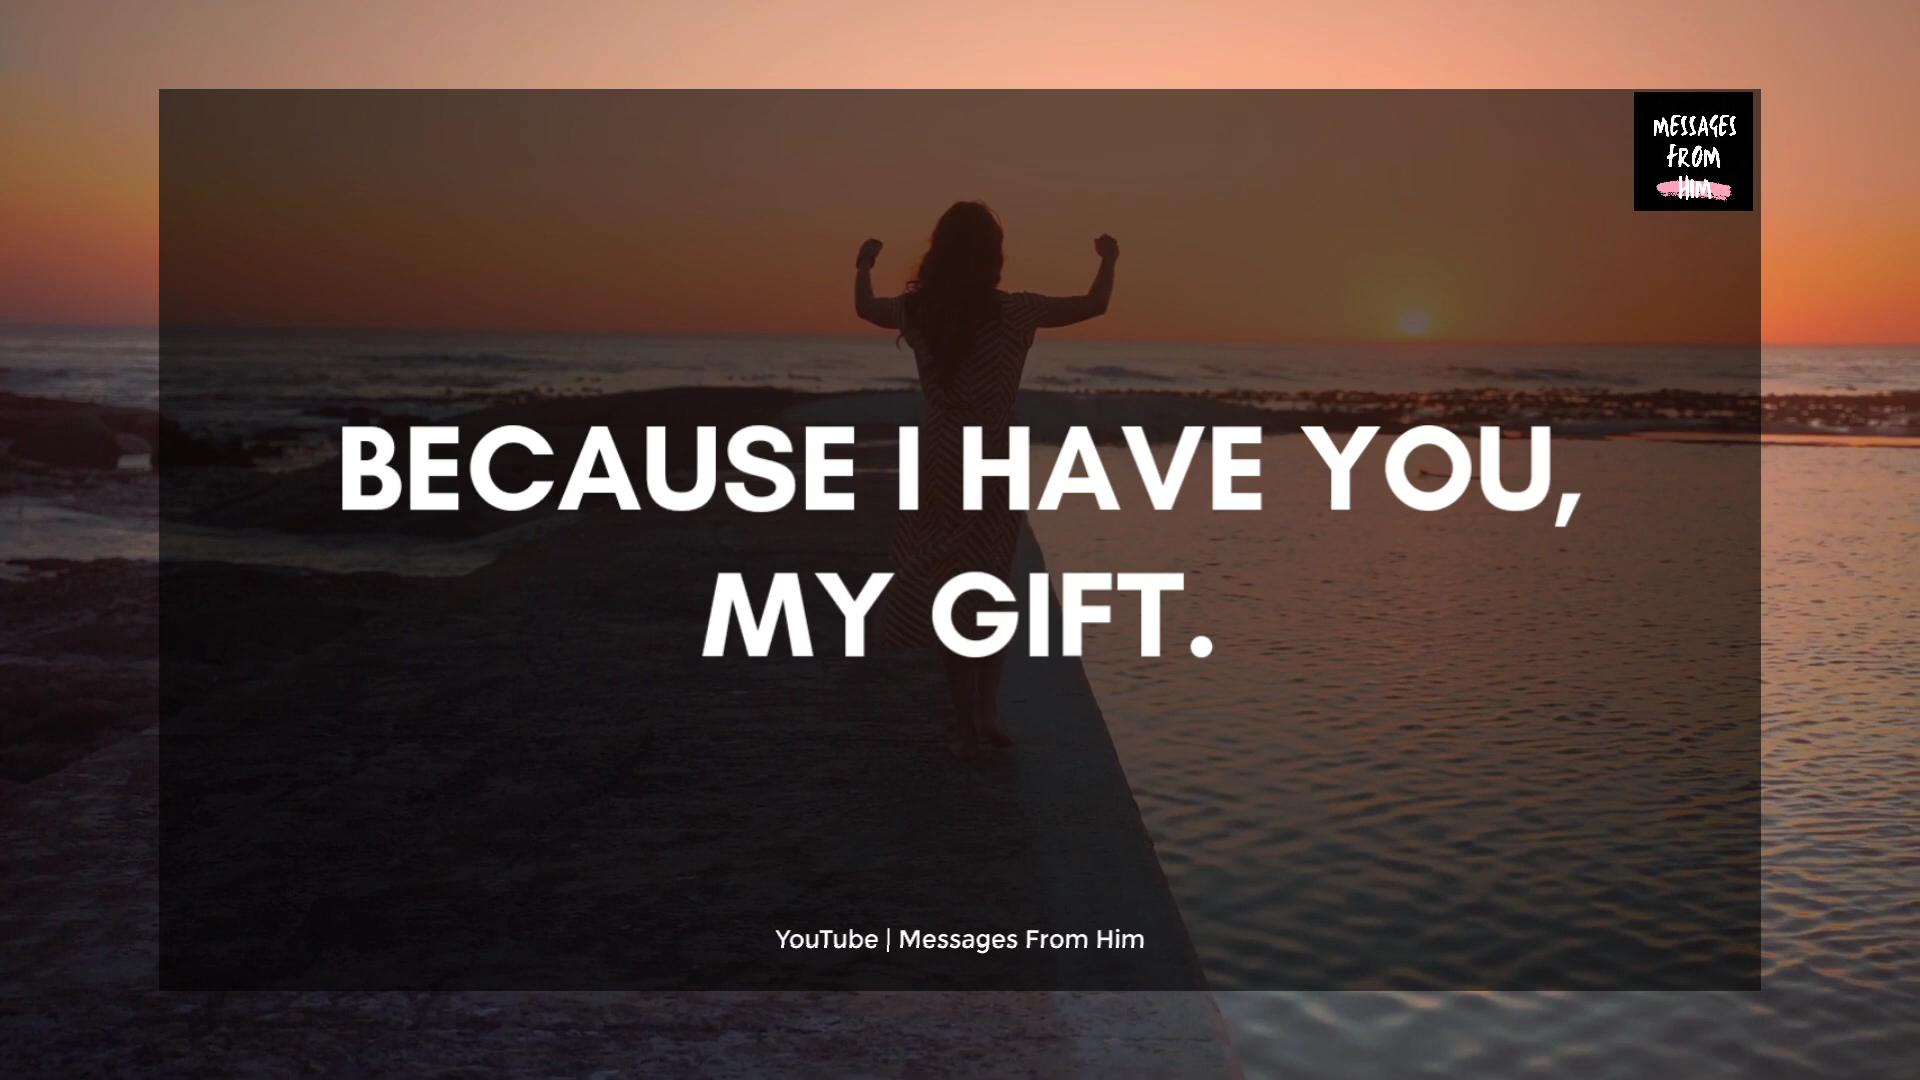 MESSAGES
FROM
HIM
BECAUSE I HAVE YOU,
MY GIFT.
YouTube | Messages From Him